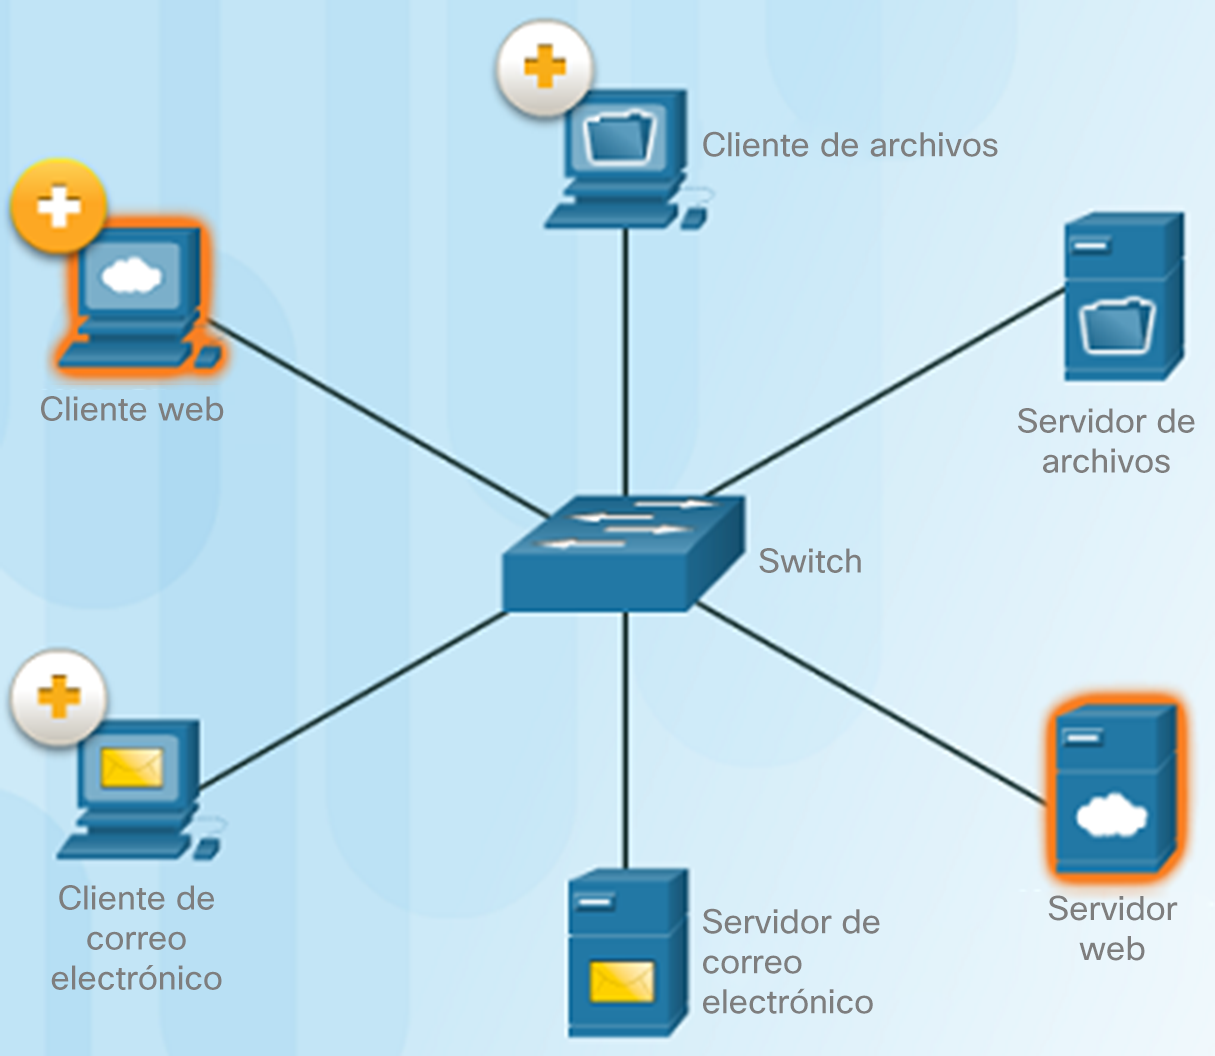 Cliente de archivos
Cliente web
Servidor de
archivos
Switch
Cliente de
correo
electrónico
Servidor de
correo
electrónico
Servidor
web